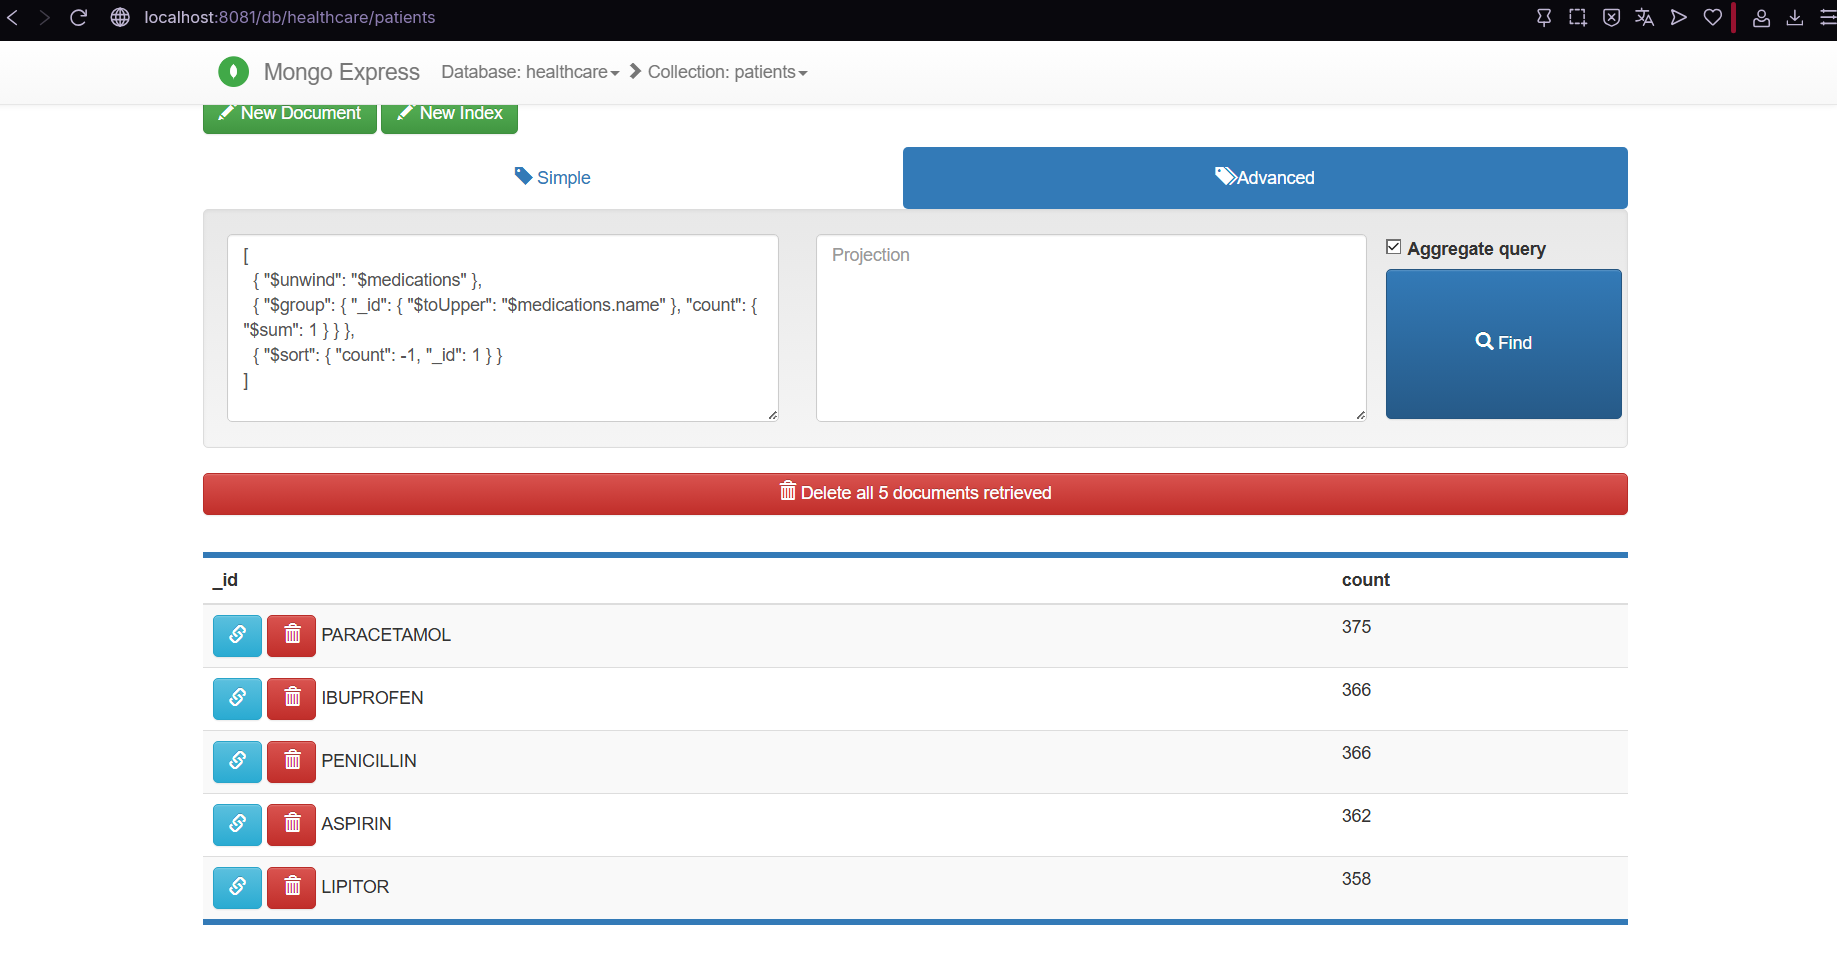 localhost:8081/db/healthcare/patients
Mongo Express Database: healthcare Collection: patients
New Document New Index
Simple Advanced
[
{ "$unwind": "$medications" },
{ "$group": { "_id": { "$toUpper": "$medications.name" }, "count": {
"$sum": 1 } } },
{ "$sort": { "count": -1, "_id": 1 } }
]
Projection
Aggregate query
Find
Delete all 5 documents retrieved
_id count
PARACETAMOL 375
IBUPROFEN 366
PENICILLIN 366
ASPIRIN 362
LIPITOR 358